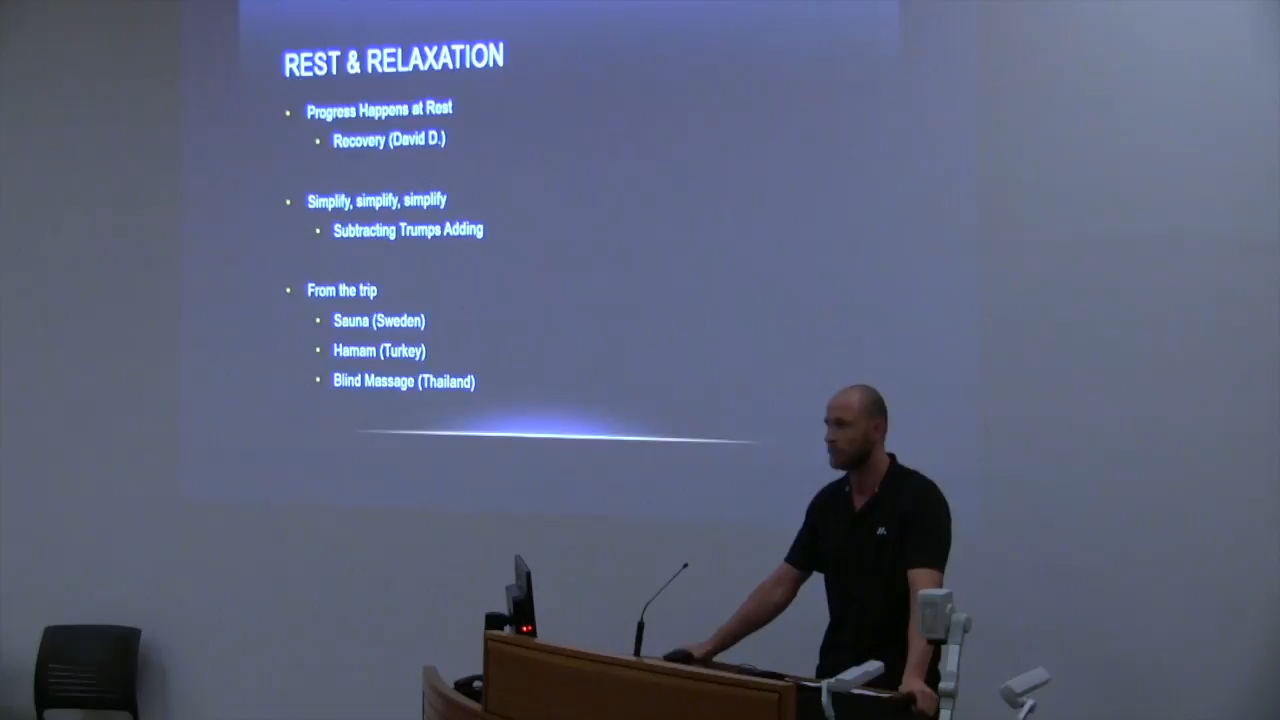 REST & RELAXATION
• Progress Happens at Rest
• Recovery (David D.)
• Simplify, simplify, simplify
• Subtracting Trumps Adding
• From the trip
• Sauna (Sweden)
• Hamam (Turkey)
• Blind Massage (Thailand)